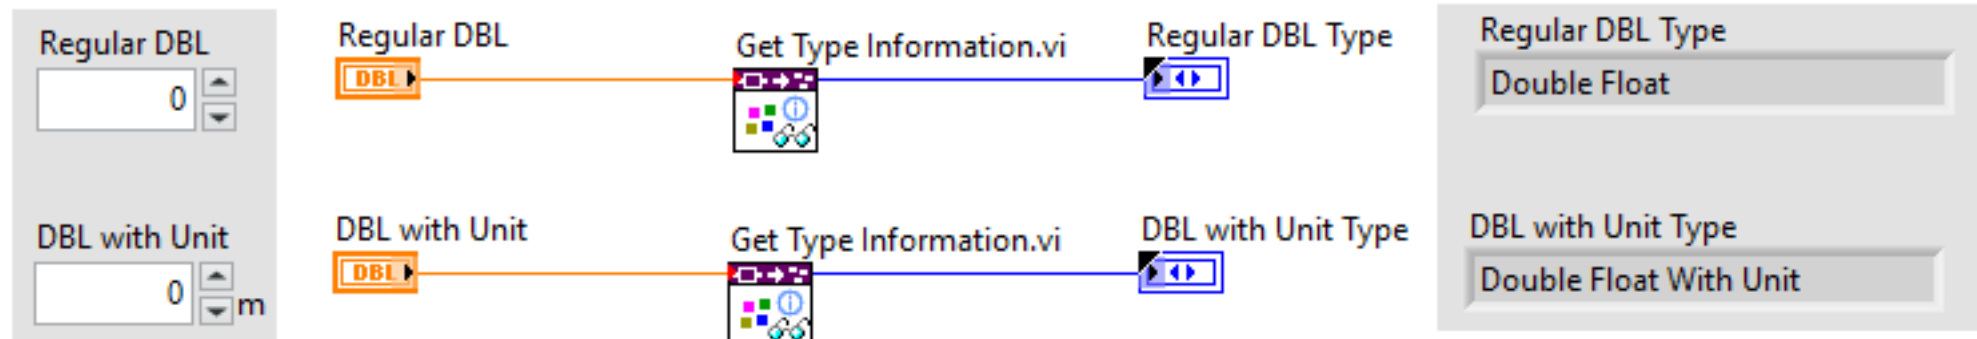 Regular DBL
0
Regular DBL
DBL
Get Type Information.vi
Regular DBL Type
Regular DBL Type
Double Float
DBL with Unit
0
m
DBL with Unit
DBL
Get Type Information.vi
DBL with Unit Type
DBL with Unit Type
Double Float With Unit